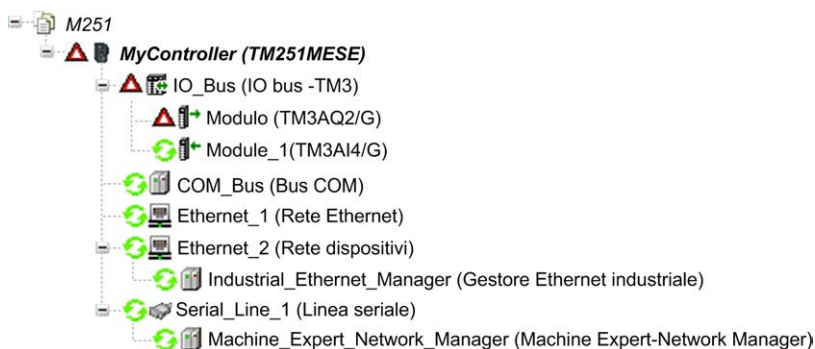 M251
MyController (TM251MESE)
IO_Bus (IO bus -TM3)
Modulo (TM3AQ2/G)
Module_1(TM3AI4/G)
COM_Bus (Bus COM)
Ethernet_1 (Rete Ethernet)
Ethernet_2 (Rete dispositivi)
Industrial_Ethernet_Manager (Gestore Ethernet industriale)
Serial_Line_1 (Linea seriale)
Machine_Expert_Network_Manager (Machine Expert-Network Manager)